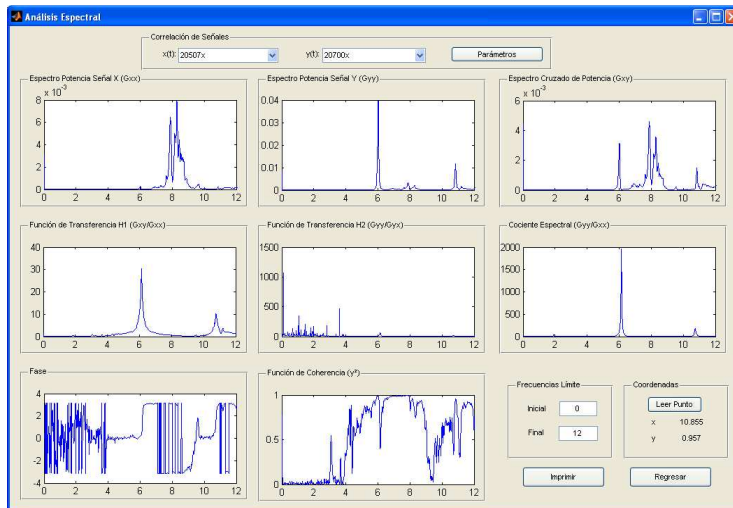 Análisis Espectral
Correlación de Señales
x(t): 20507x
y(t): 20700x
Parámetros
Espectro Potencia Señal X (Gxx)
Espectro Potencia Señal Y (Gyy)
Espectro Cruzado de Potencia (Gxy)
x 10⁻³
8
6
4
2
0
0 2 4 6 8 10 12
0.04
0.03
0.02
0.01
0
0 2 4 6 8 10 12
x 10⁻³
6
4
2
0
0 2 4 6 8 10 12
Función de Transferencia H1 (Gxy/Gxx)
Función de Transferencia H2 (Gyy/Gyx)
Cociente Espectral (Gyy/Gxx)
40
30
20
10
0
0 2 4 6 8 10 12
1500
1000
500
0
0 2 4 6 8 10 12
2000
1500
1000
500
0
0 2 4 6 8 10 12
Fase
Función de Coherencia (γ²)
4
2
0
-2
-4
0 2 4 6 8 10 12
1
0.5
0
0 2 4 6 8 10 12
Frecuencias Límite
Inicial 0
Final 12
Coordenadas
Leer Punto
x 10.855
y 0.957
Imprimir
Regresar